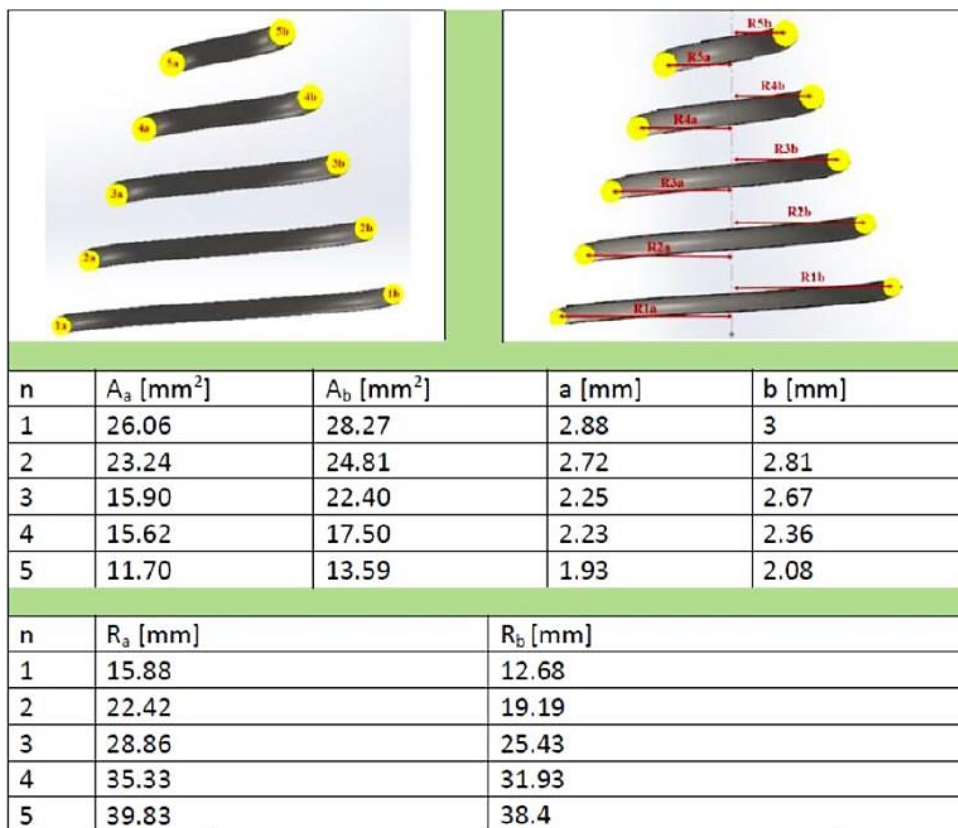 5b
5a
4b
4a
3b
3a
2b
2a
1b
1a
R5b
R5a
R4b
R4a
R3b
R3a
R2b
R2a
R1b
R1a
n Aa [mm²] Ab [mm²] a [mm] b [mm]
1 26.06 28.27 2.88 3
2 23.24 24.81 2.72 2.81
3 15.90 22.40 2.25 2.67
4 15.62 17.50 2.23 2.36
5 11.70 13.59 1.93 2.08
n Ra [mm] Rb [mm]
1 15.88 12.68
2 22.42 19.19
3 28.86 25.43
4 35.33 31.93
5 39.83 38.4